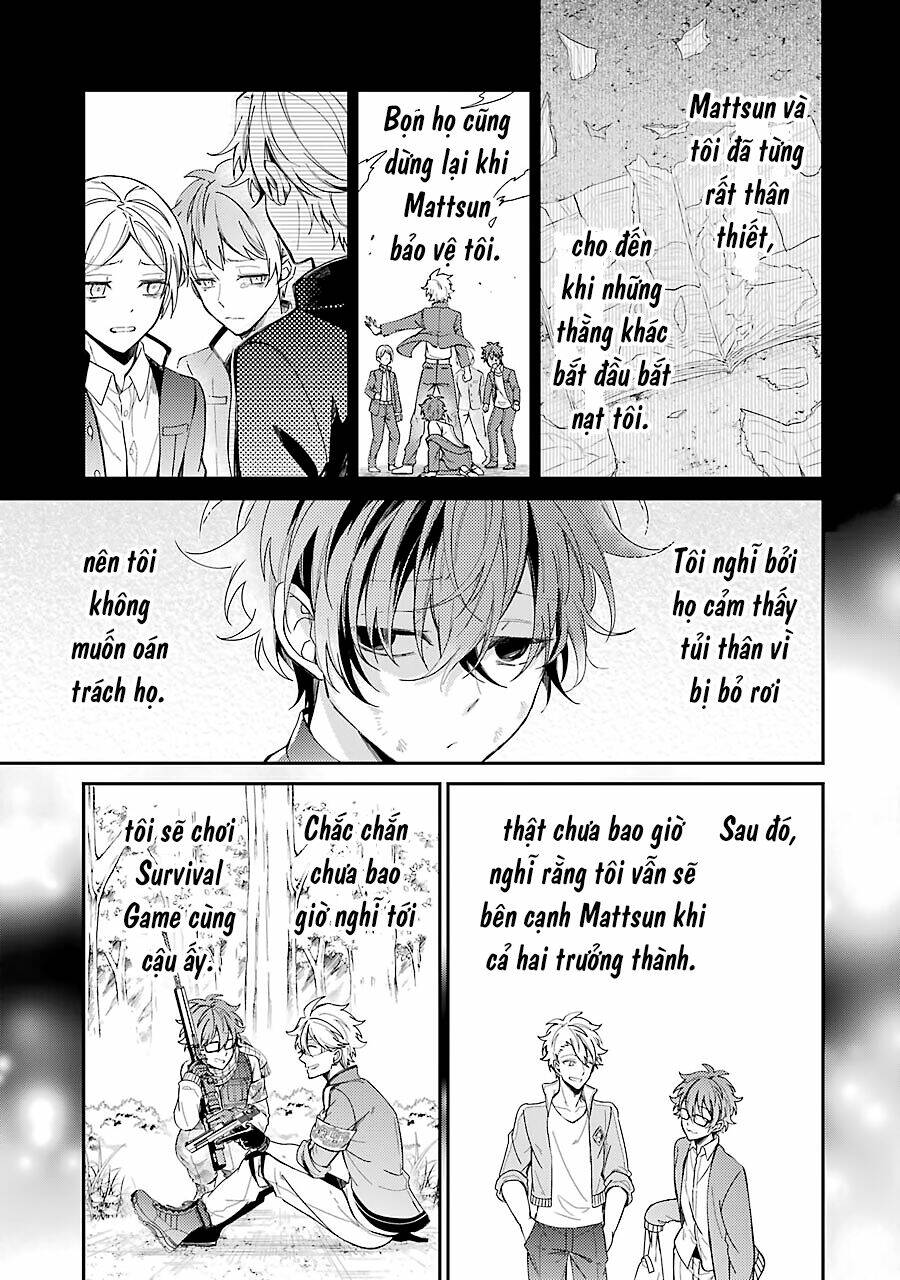 Mattsun và
tôi đã từng
rất thân
thiết,
cho đến
khi những
thằng khác
bắt đầu bắt
nạt tôi.
Bọn họ cũng
dừng lại khi
Mattsun
bảo vệ tôi.
Tôi nghĩ bởi
họ cảm thấy
tủi thân vì
bị bỏ rơi
nên tôi
không
muốn oán
trách họ.
Sau đó,
thật chưa bao giờ
nghĩ rằng tôi vẫn sẽ
bên cạnh Mattsun khi
cả hai trưởng thành.
Chắc chắn
chưa bao
giờ nghĩ tới
tôi sẽ chơi
Survival
Game cùng
cậu ấy.